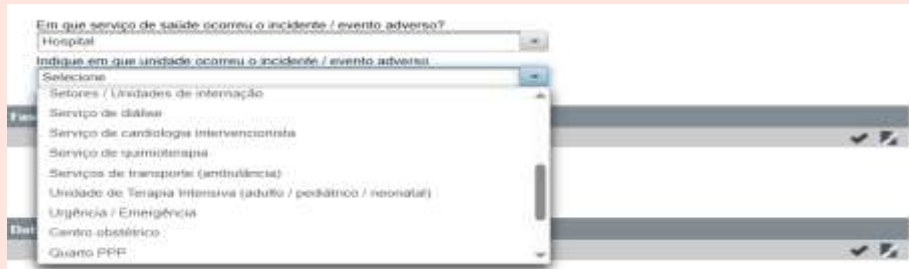 Em que serviço de saúde ocorreu o incidente / evento adverso?
Hospital
Indique em que unidade ocorreu o incidente / evento adverso
Selecione
Setores / Unidades de internação
Serviço de diálise
Serviço de cardiologia intervencionista
Serviço de quimioterapia
Serviços de transporte (ambulância)
Unidade de Terapia Intensiva (adulto / pediátrico / neonatal)
Urgência / Emergência
Centro obstétrico
Quarto PPP